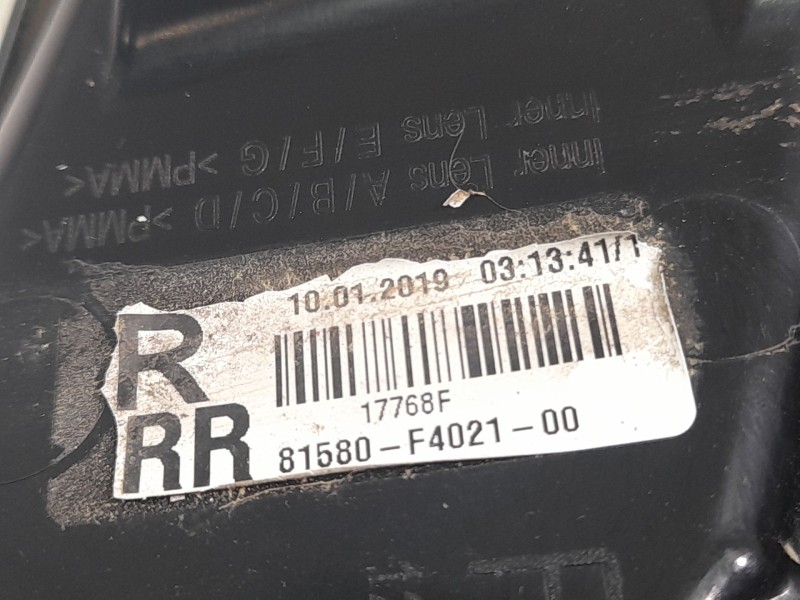 Inner Lens A/B/C/D >PMMA<
Inner Lens E/F/G >PMMA<
10.01.2019 03:13:41/1
R
17768F
RR
81580-F4021-00